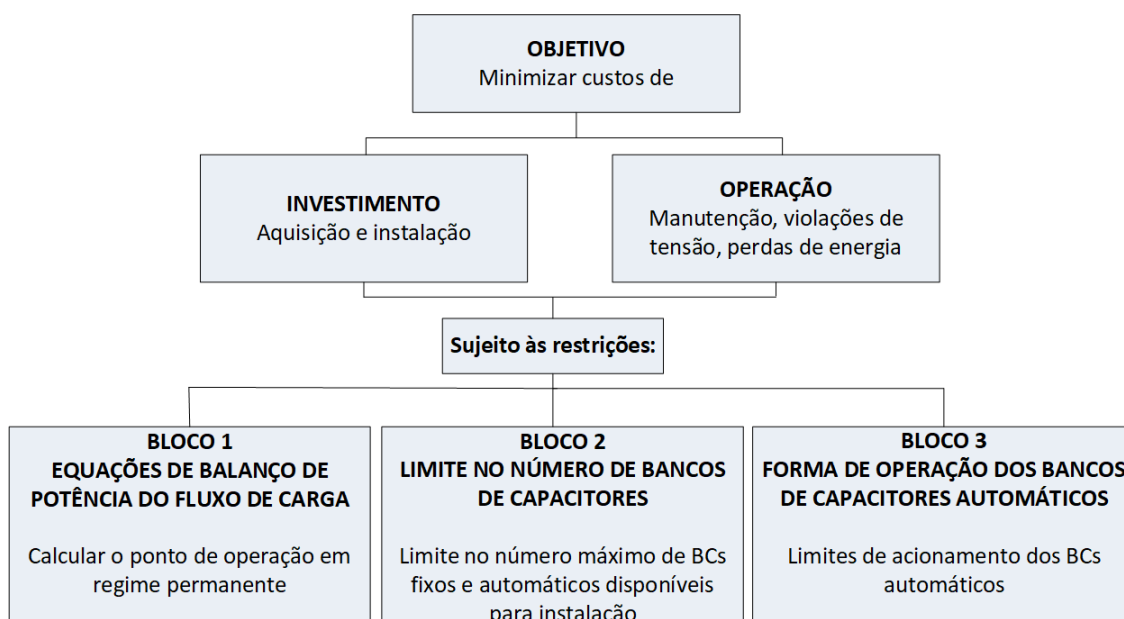 OBJETIVO
Minimizar custos de
INVESTIMENTO
Aquisição e instalação
OPERAÇÃO
Manutenção, violações de
tensão, perdas de energia
Sujeito às restrições:
BLOCO 1
EQUAÇÕES DE BALANÇO DE
POTÊNCIA DO FLUXO DE CARGA
Calcular o ponto de operação em
regime permanente
BLOCO 2
LIMITE NO NÚMERO DE BANCOS
DE CAPACITORES
Limite no número máximo de BCs
fixos e automáticos disponíveis
para instalação
BLOCO 3
FORMA DE OPERAÇÃO DOS BANCOS
DE CAPACITORES AUTOMÁTICOS
Limites de acionamento dos BCs
automáticos